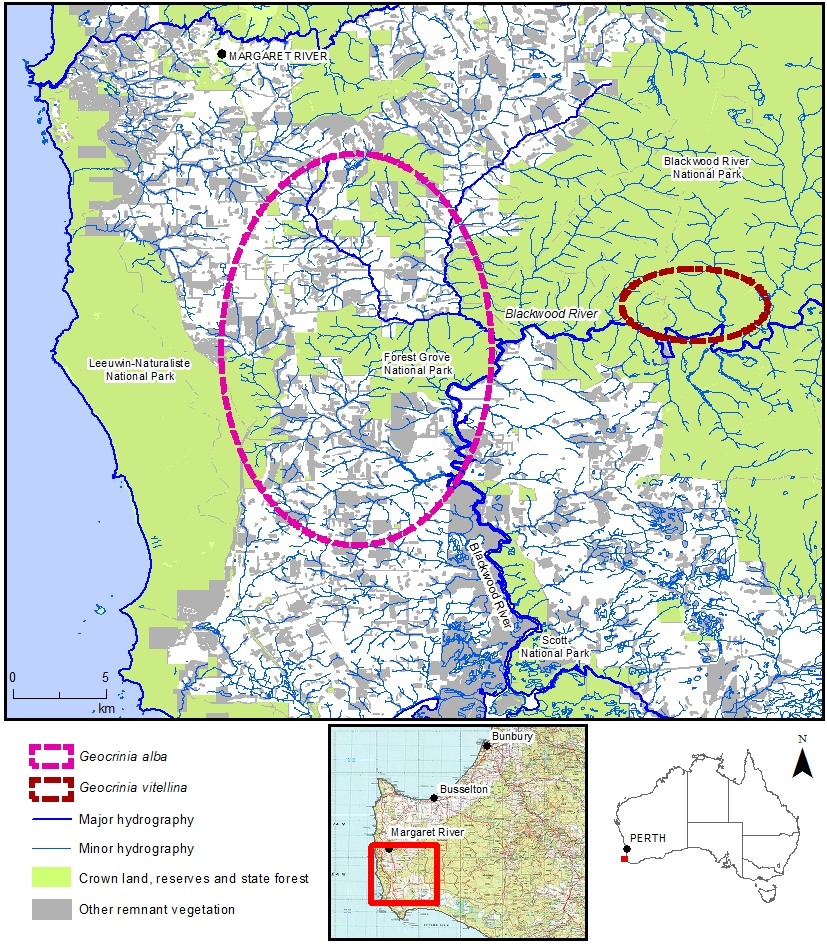 MARGARET RIVER
Blackwood River
National Park
Blackwood River
Forest Grove
National Park
Leeuwin-Naturaliste
National Park
Blackwood River
Scott
National Park
0 5
km
Geocrinia alba
Geocrinia vitellina
Major hydrography
Minor hydrography
Crown land, reserves and state forest
Other remnant vegetation
Bunbury
Busselton
Margaret River
N
PERTH